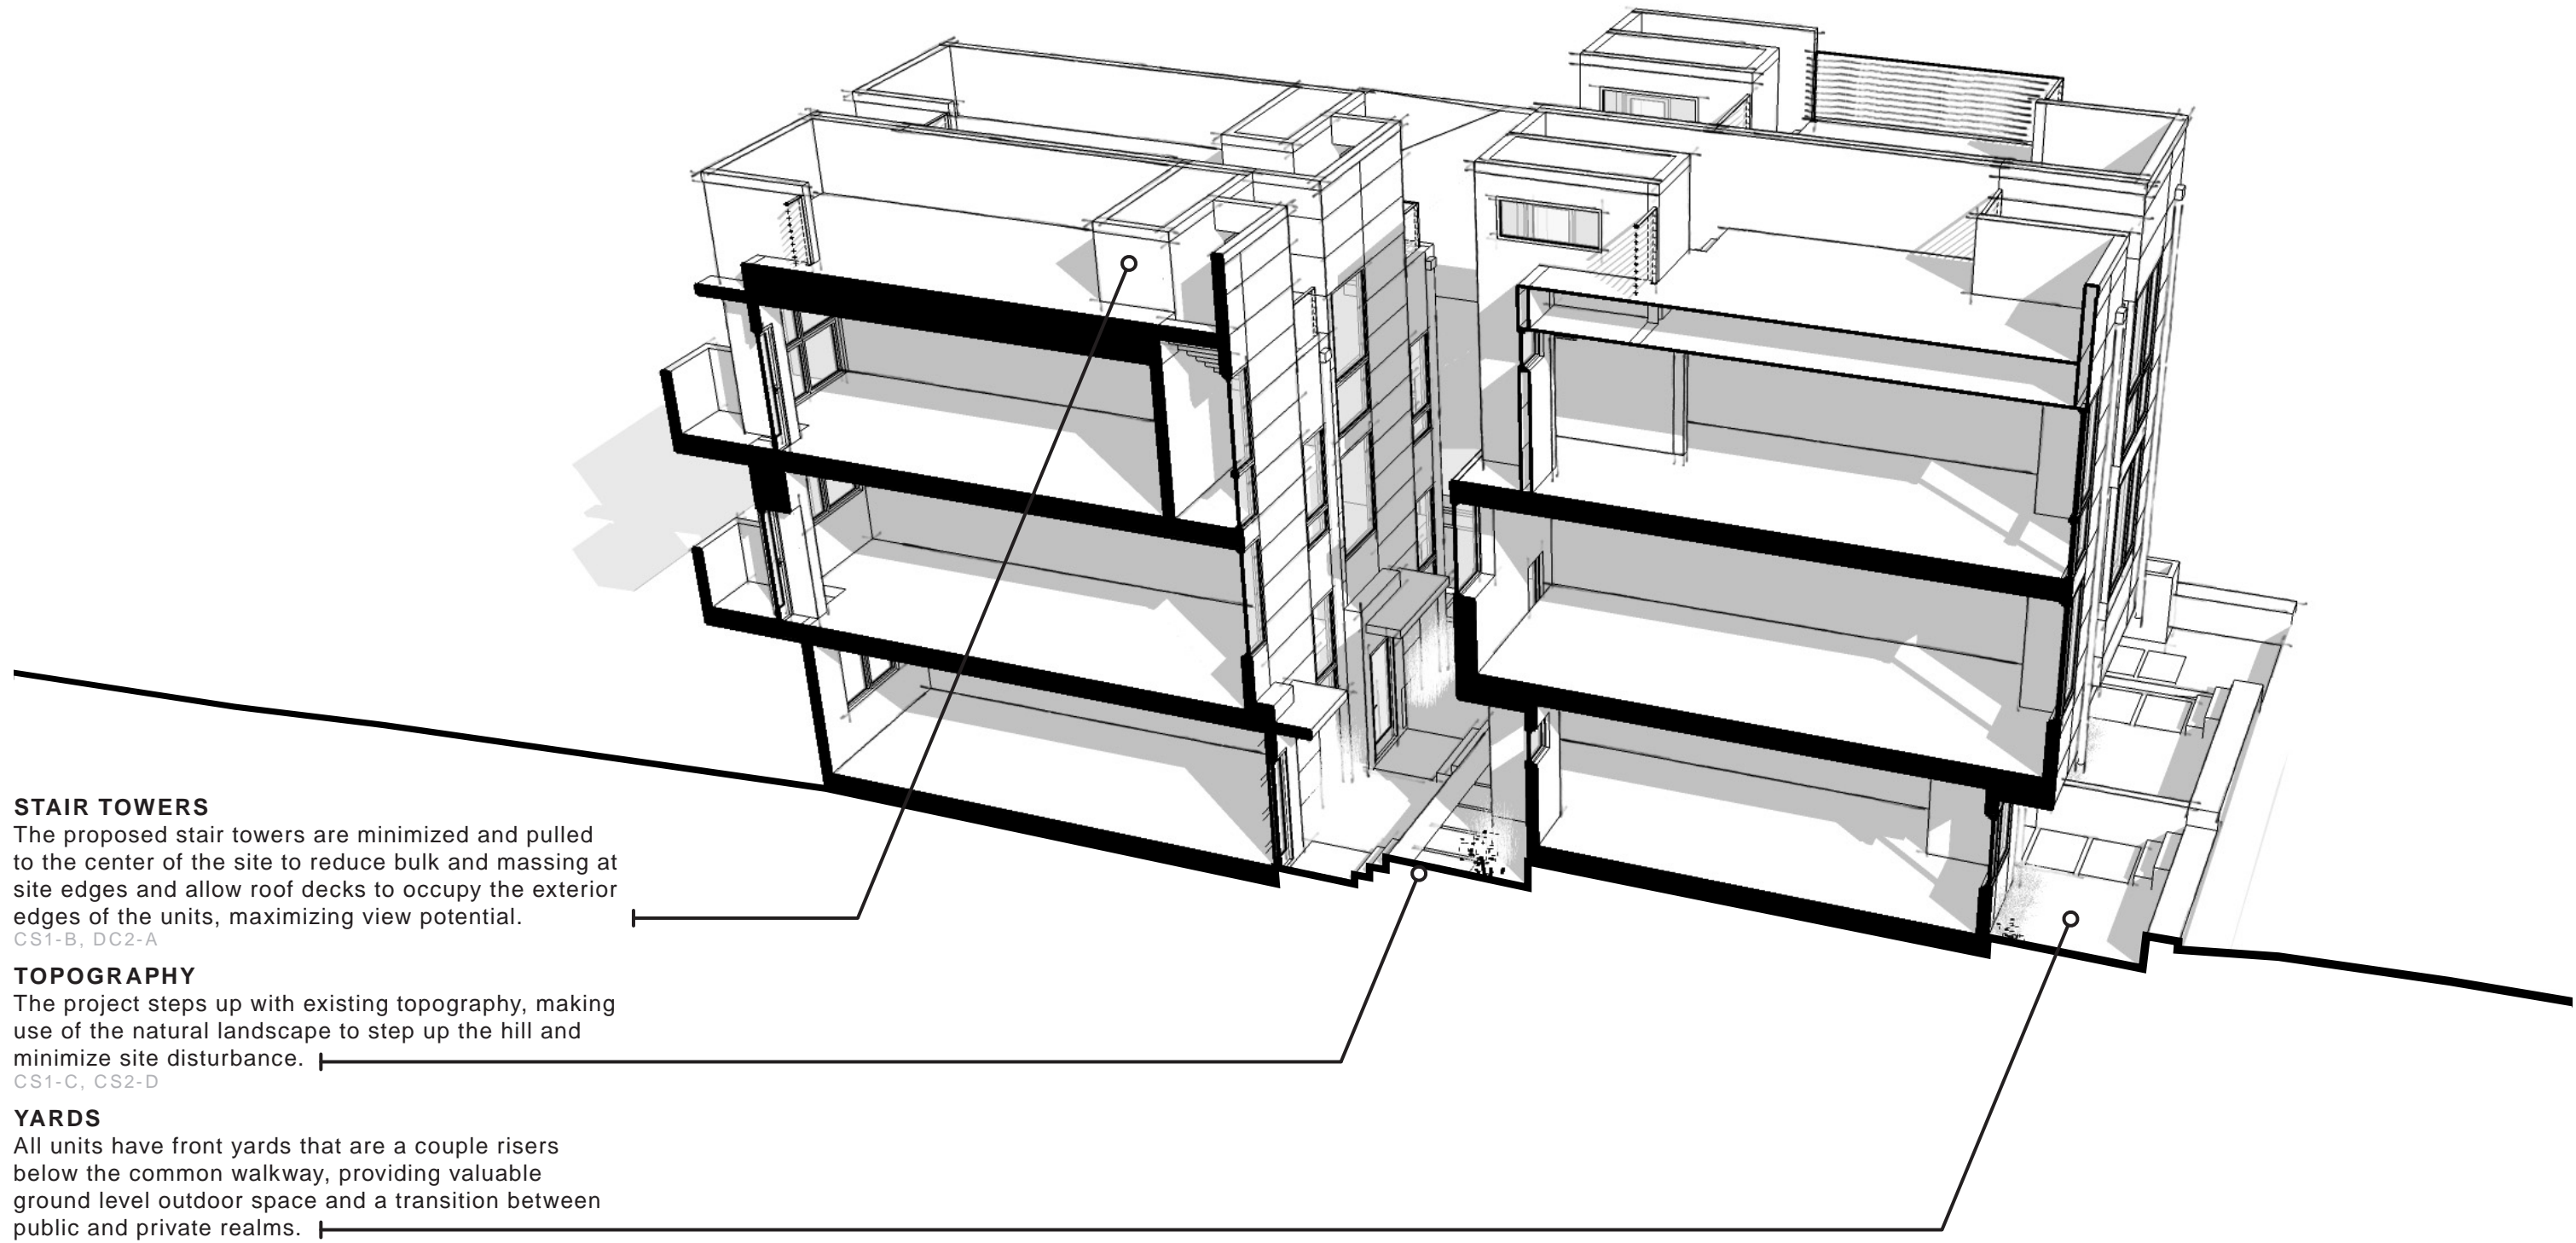 STAIR TOWERS
The proposed stair towers are minimized and pulled
to the center of the site to reduce bulk and massing at
site edges and allow roof decks to occupy the exterior
edges of the units, maximizing view potential.
CS1-B, DC2-A
TOPOGRAPHY
The project steps up with existing topography, making
use of the natural landscape to step up the hill and
minimize site disturbance.
CS1-C, CS2-D
YARDS
All units have front yards that are a couple risers
below the common walkway, providing valuable
ground level outdoor space and a transition between
public and private realms.